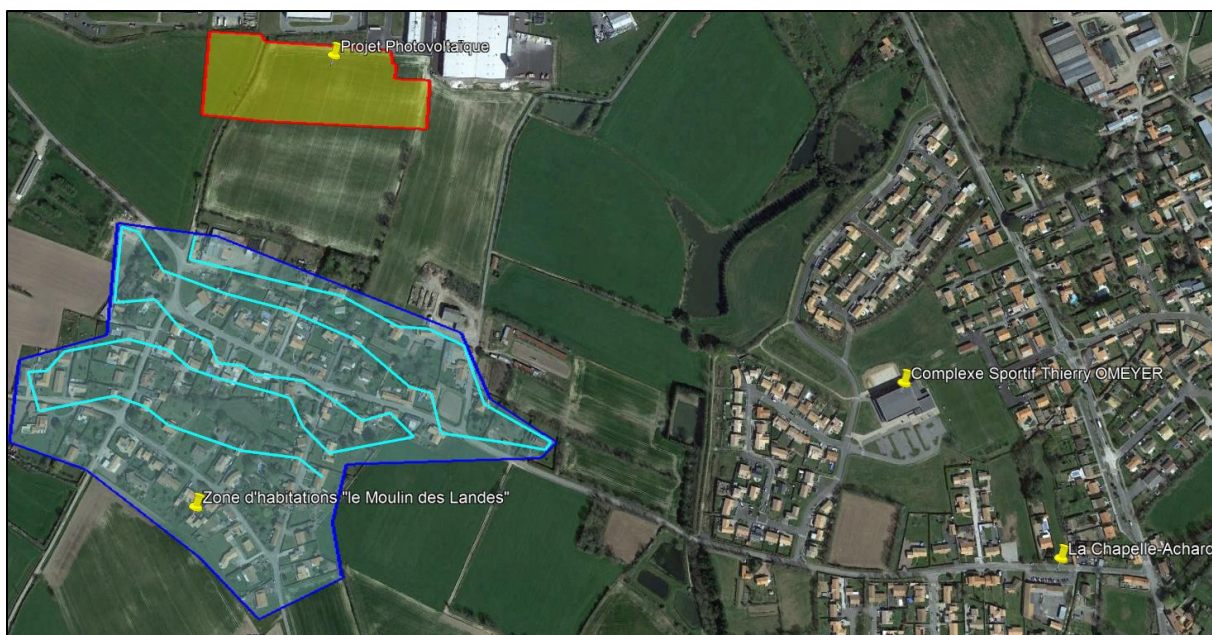 Projet Photovoltaïque
Complexe Sportif Thierry OMEYER
Zone d'habitations "le Moulin des Landes"
La Chapelle-Achard